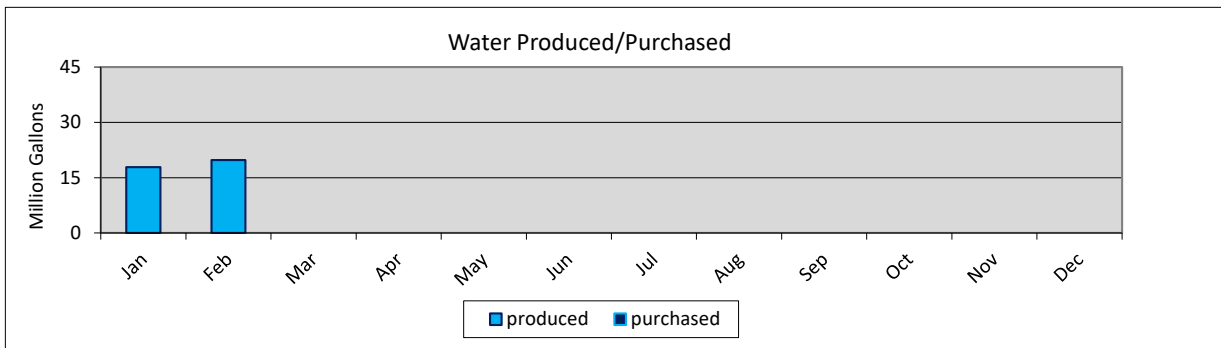 Water Produced/Purchased
45
30
15
0
Million Gallons
Jan Feb Mar Apr May Jun Jul Aug Sep Oct Nov Dec
produced purchased